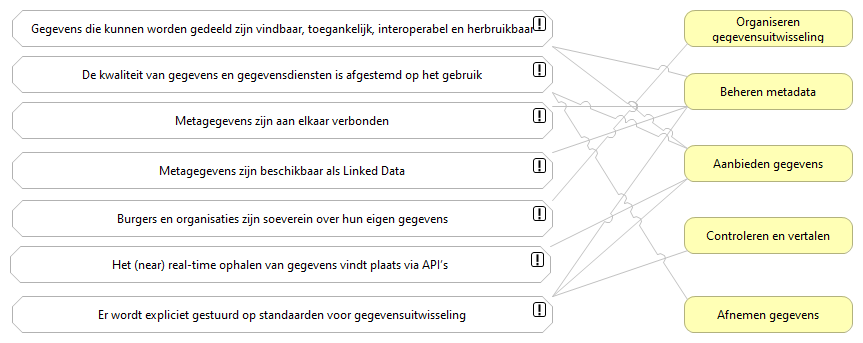 Gegevens die kunnen worden gedeeld zijn vindbaar, toegankelijk, interoperabel en herbruikbaar
De kwaliteit van gegevens en gegevensdiensten is afgestemd op het gebruik
Metagegevens zijn aan elkaar verbonden
Metagegevens zijn beschikbaar als Linked Data
Burgers en organisaties zijn soeverein over hun eigen gegevens
Het (near) real-time ophalen van gegevens vindt plaats via API's
Er wordt expliciet gestuurd op standaarden voor gegevensuitwisseling
Organiseren
gegevensuitwisseling
Beheren metadata
Aanbieden gegevens
Controleren en vertalen
Afnemen gegevens